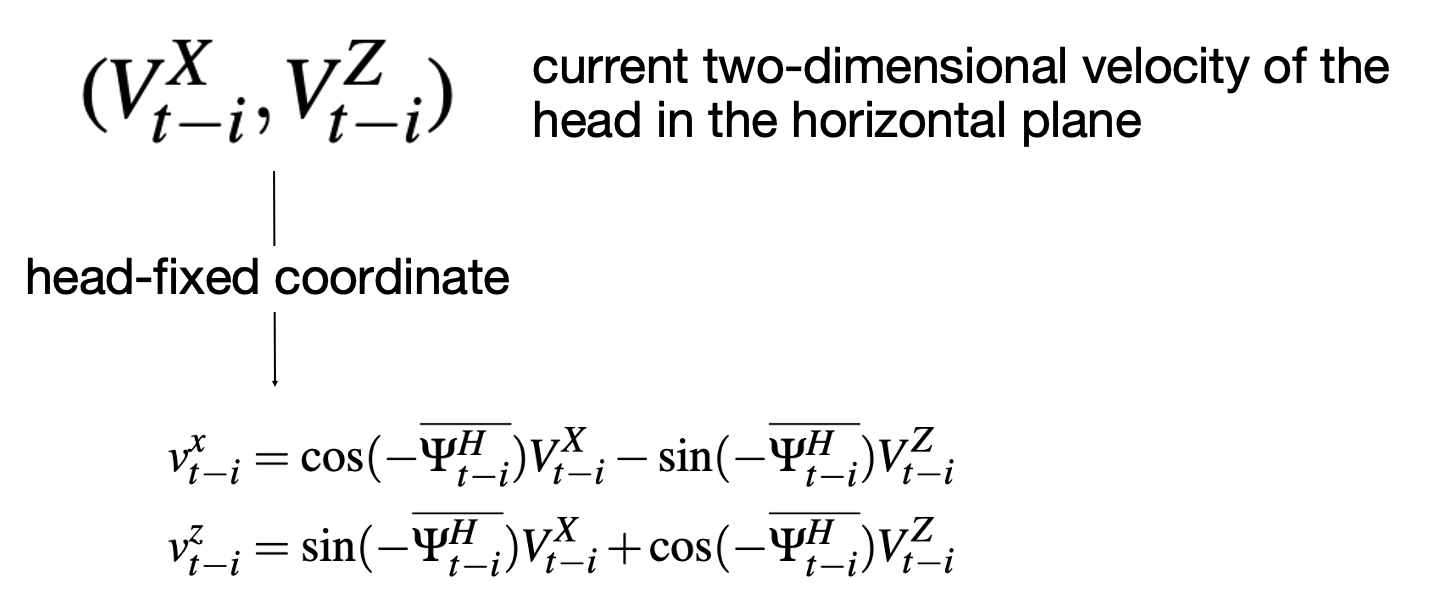 (V^X_{t−i}, V^Z_{t−i})
current two-dimensional velocity of the
head in the horizontal plane
head-fixed coordinate
v^x_{t−i} = cos(−\overline{Ψ^H_{t−i}})V^X_{t−i} − sin(−\overline{Ψ^H_{t−i}})V^Z_{t−i}
v^z_{t−i} = sin(−\overline{Ψ^H_{t−i}})V^X_{t−i} + cos(−\overline{Ψ^H_{t−i}})V^Z_{t−i}